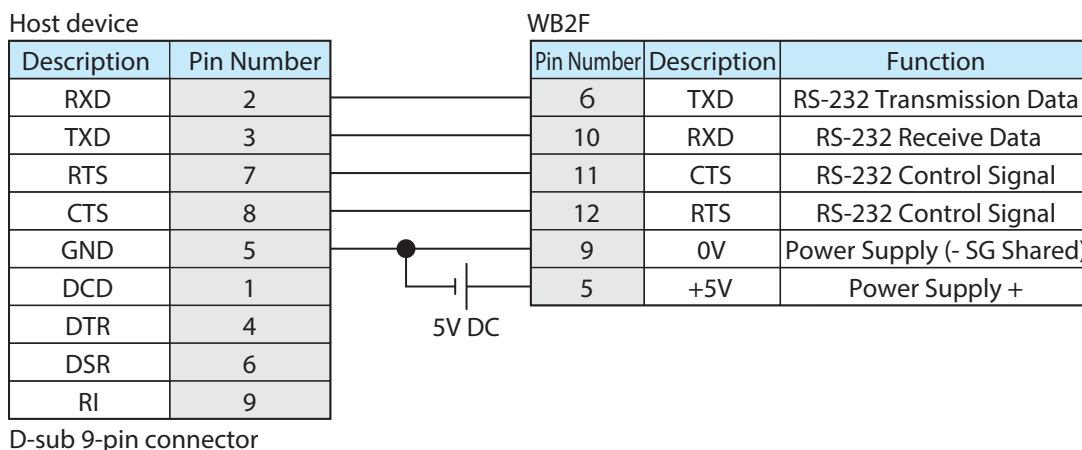 Host device WB2F
Description Pin Number Pin Number Description Function
RXD 2 6 TXD RS-232 Transmission Data
TXD 3 10 RXD RS-232 Receive Data
RTS 7 11 CTS RS-232 Control Signal
CTS 8 12 RTS RS-232 Control Signal
GND 5 9 0V Power Supply (- SG Shared)
DCD 1 5 +5V Power Supply +
DTR 4 5V DC
DSR 6
RI 9
D-sub 9-pin connector